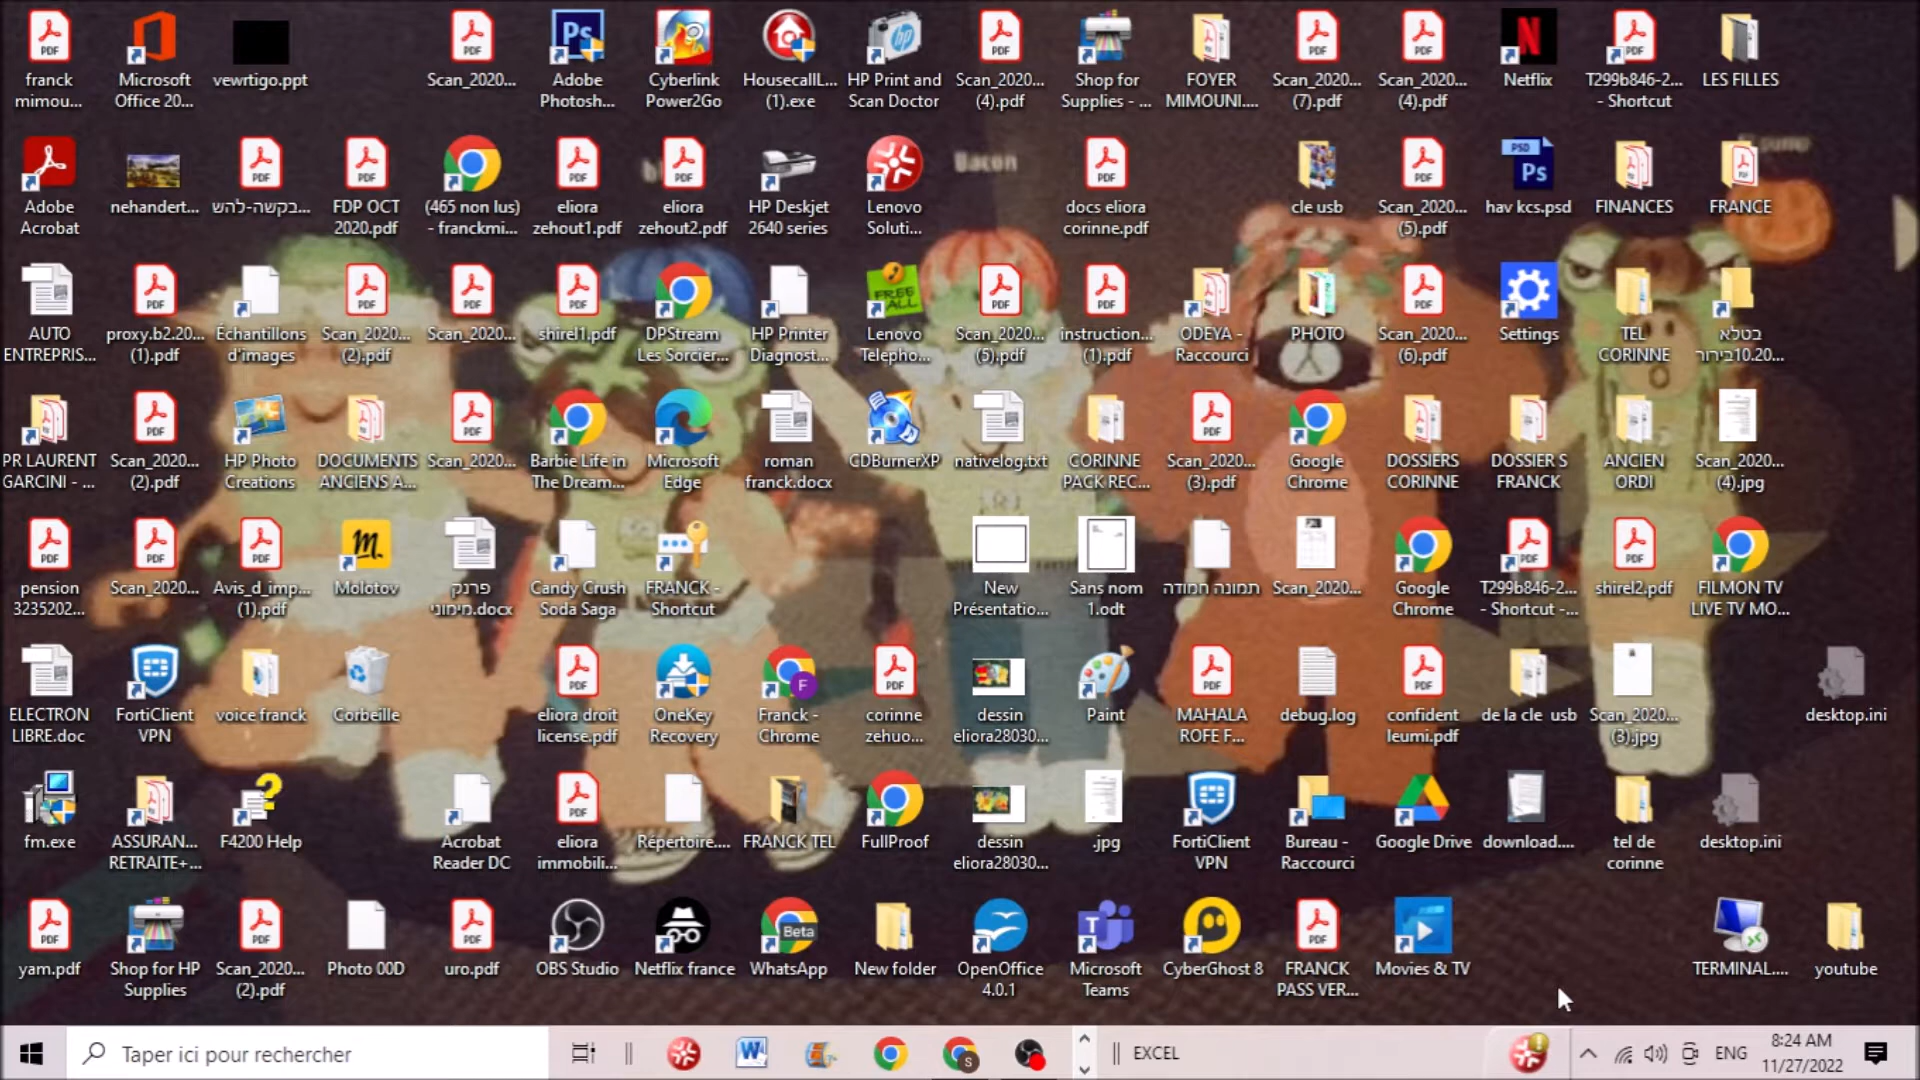 franck
mimou...
Microsoft
Office 20...
vewrtigo.ppt
Scan_2020...
Adobe
Photosh...
Cyberlink
Power2Go
HousecallL...
(1).exe
HP Print and
Scan Doctor
Scan_2020...
(4).pdf
Shop for
Supplies - ...
FOYER
MIMOUNI....
Scan_2020...
(7).pdf
Scan_2020...
(4).pdf
Netflix
T299b846-2...
- Shortcut
LES FILLES
Adobe
Acrobat
nehandert...
בקשה-להש...
FDP OCT
2020.pdf
(465 non lus)
- franckmi...
eliora
zehout1.pdf
eliora
zehout2.pdf
HP Deskjet
2640 series
Lenovo
Soluti...
Bacon
docs eliora
corinne.pdf
cle usb
Scan_2020...
(5).pdf
hav kcs.psd
FINANCES
FRANCE
AUTO
ENTREPRIS...
proxy.b2.20...
(1).pdf
Échantillons
d'images
Scan_2020...
(2).pdf
Scan_2020...
shirel1.pdf
DPStream
Les Sorcier...
HP Printer
Diagnost...
FREE
CALL
Lenovo
Telepho...
Scan_2020...
(5).pdf
instruction...
(1).pdf
ODEYA -
Raccourci
PHOTO
Scan_2020...
(6).pdf
Settings
TEL
CORINNE
בטלא
בירור10.20...
PR LAURENT
GARCINI - ...
Scan_2020...
(2).pdf
HP Photo
Creations
DOCUMENTS
ANCIENS A...
Scan_2020...
Barbie Life in
The Dream...
Microsoft
Edge
roman
franck.docx
CDBurnerXP
nativelog.txt
CORINNE
PACK REC...
Scan_2020...
(3).pdf
Google
Chrome
DOSSIERS
CORINNE
DOSSIER S
FRANCK
ANCIEN
ORDI
Scan_2020...
(4).jpg
pension
3235202...
Scan_2020...
Avis_d_imp...
(1).pdf
Molotov
פרנק
מימוני.docx
Candy Crush
Soda Saga
FRANCK -
Shortcut
New
Présentatio...
Sans nom
1.odt
תמונה חמודה
Scan_2020...
Google
Chrome
T299b846-2...
- Shortcut -...
shirel2.pdf
FILMON TV
LIVE TV MO...
ELECTRON
LIBRE.doc
FortiClient
VPN
voice franck
Corbeille
eliora droit
license.pdf
OneKey
Recovery
Franck -
Chrome
corinne
zehuo...
dessin
eliora28030...
Paint
MAHALA
ROFE F...
debug.log
confident
leumi.pdf
de la cle usb
Scan_2020...
(3).jpg
desktop.ini
fm.exe
ASSURAN...
RETRAITE+...
F4200 Help
Acrobat
Reader DC
eliora
immobili...
Répertoire....
FRANCK TEL
FullProof
dessin
eliora28030...
.jpg
FortiClient
VPN
Bureau -
Raccourci
Google Drive
download....
tel de
corinne
desktop.ini
yam.pdf
Shop for HP
Supplies
Scan_2020...
(2).pdf
Photo 00D
uro.pdf
OBS Studio
Netflix france
Beta
WhatsApp
New folder
OpenOffice
4.0.1
Microsoft
Teams
CyberGhost 8
FRANCK
PASS VER...
Movies & TV
TERMINAL....
youtube
Taper ici pour rechercher
EXCEL
ENG
8:24 AM
11/27/2022